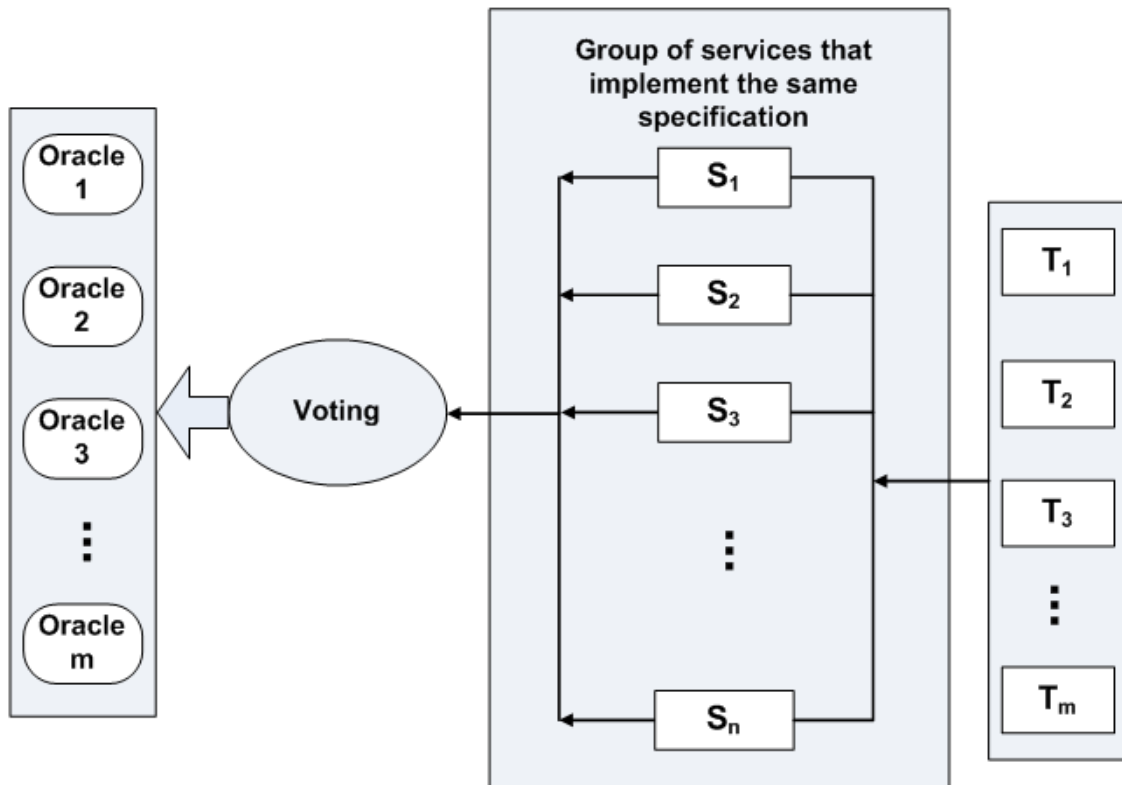 Group of services that
implement the same
specification
Oracle
1
Oracle
2
Oracle
3
⋮
Oracle
m
Voting
S₁
S₂
S₃
⋮
Sₙ
T₁
T₂
T₃
⋮
Tₘ